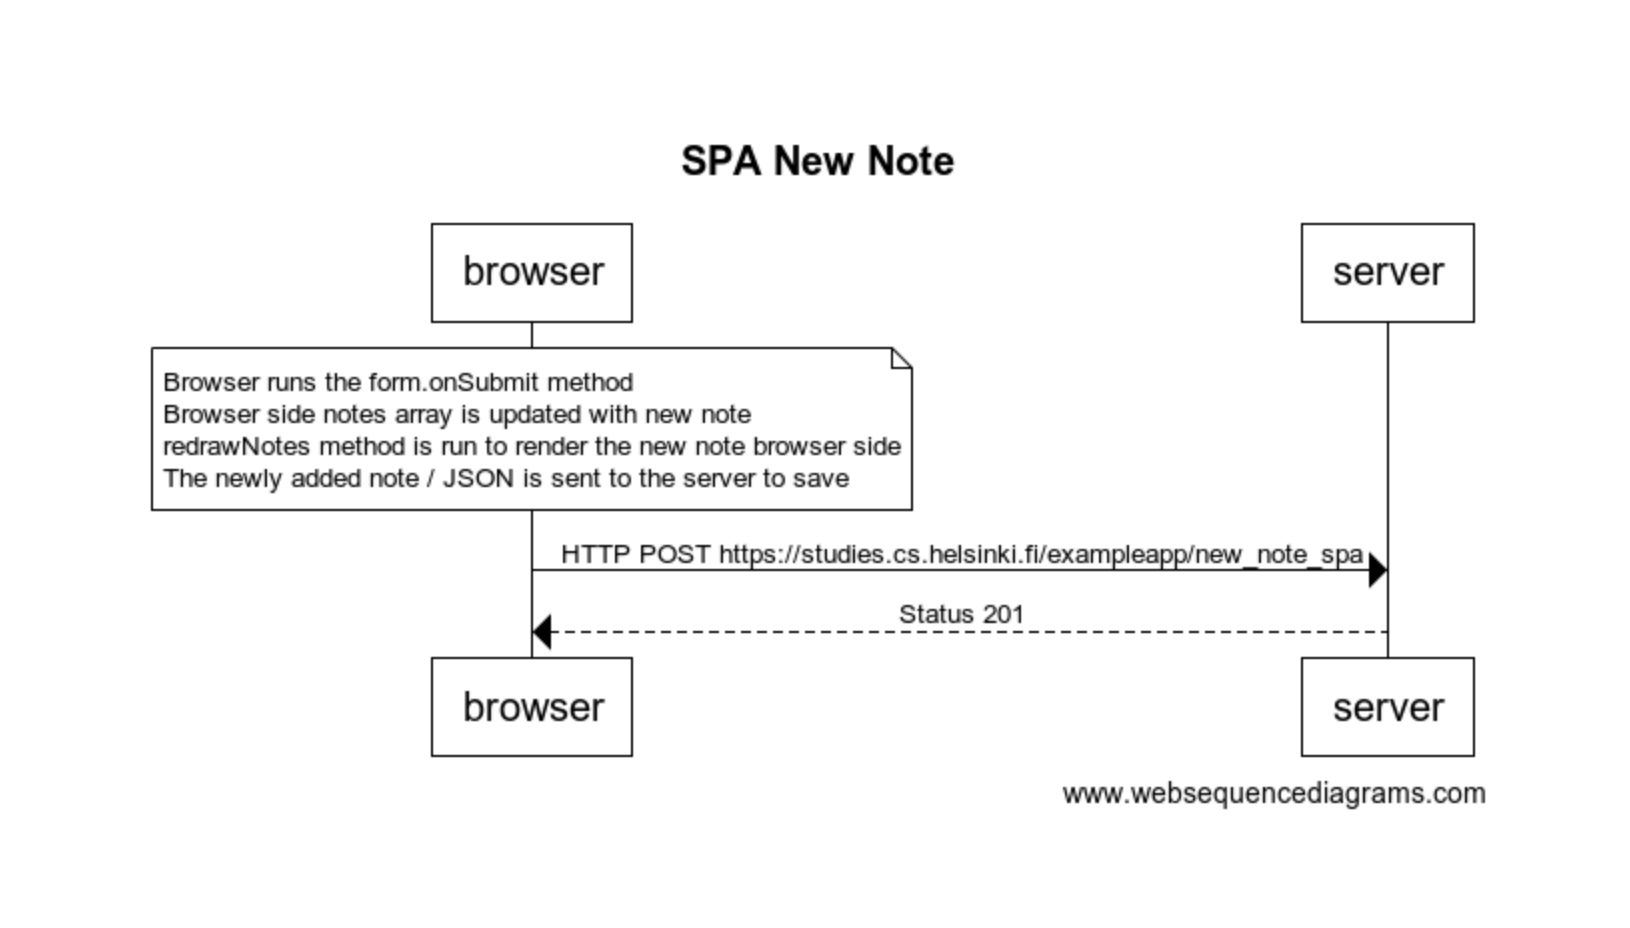 SPA New Note
browser
server
Browser runs the form.onSubmit method
Browser side notes array is updated with new note
redrawNotes method is run to render the new note browser side
The newly added note / JSON is sent to the server to save
HTTP POST https://studies.cs.helsinki.fi/exampleapp/new_note_spa
Status 201
browser
server
www.websequencediagrams.com